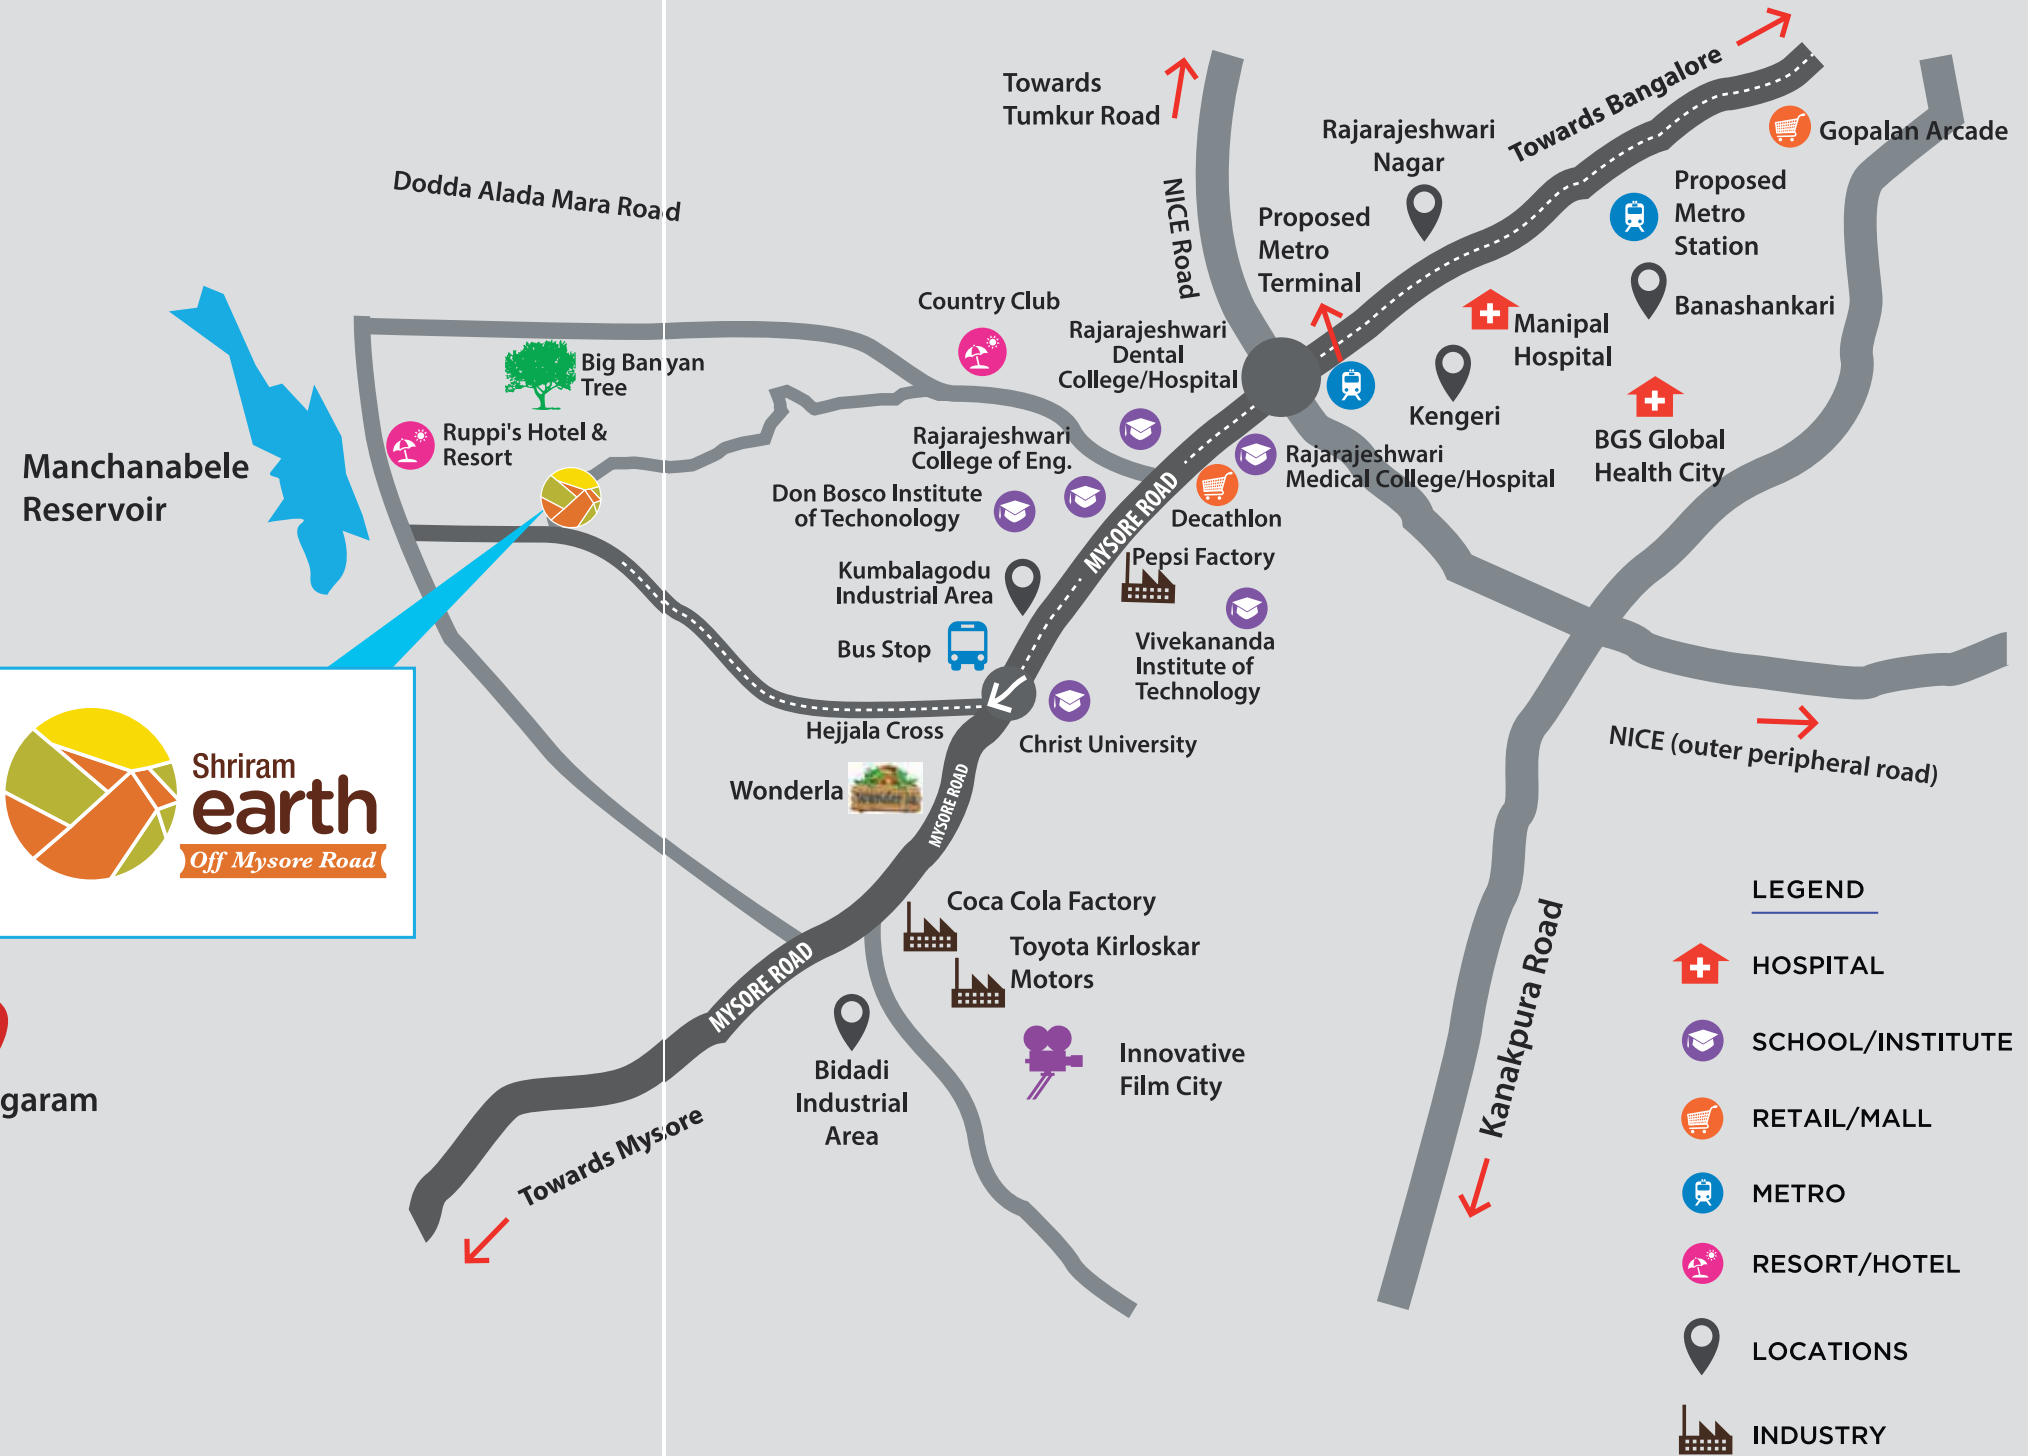 Towards
Tumkur Road
Towards Bangalore
Rajarajeshwari
Nagar
Gopalan Arcade
Dodda Alada Mara Road
NICE Road
Proposed
Metro
Terminal
Proposed
Metro
Station
Country Club
Banashankari
Rajarajeshwari
Dental
College/Hospital
Manipal
Hospital
Big Banyan
Tree
Kengeri
Ruppi's Hotel &
Resort
Rajarajeshwari
College of Eng.
Rajarajeshwari
Medical College/Hospital
BGS Global
Health City
Manchanabele
Reservoir
Don Bosco Institute
of Techonology
MYSORE ROAD
Decathlon
Pepsi Factory
Kumbalagodu
Industrial Area
Bus Stop
Vivekananda
Institute of
Technology
Hejjala Cross
Christ University
NICE (outer peripheral road)
Wonderla
Wonder la
MYSORE ROAD
Shriram
earth
Off Mysore Road
Coca Cola Factory
Toyota Kirloskar
Motors
MYSORE ROAD
Kanakpura Road
Innovative
Film City
Bidadi
Industrial
Area
garam
Towards Mysore
LEGEND
HOSPITAL
SCHOOL/INSTITUTE
RETAIL/MALL
METRO
RESORT/HOTEL
LOCATIONS
INDUSTRY